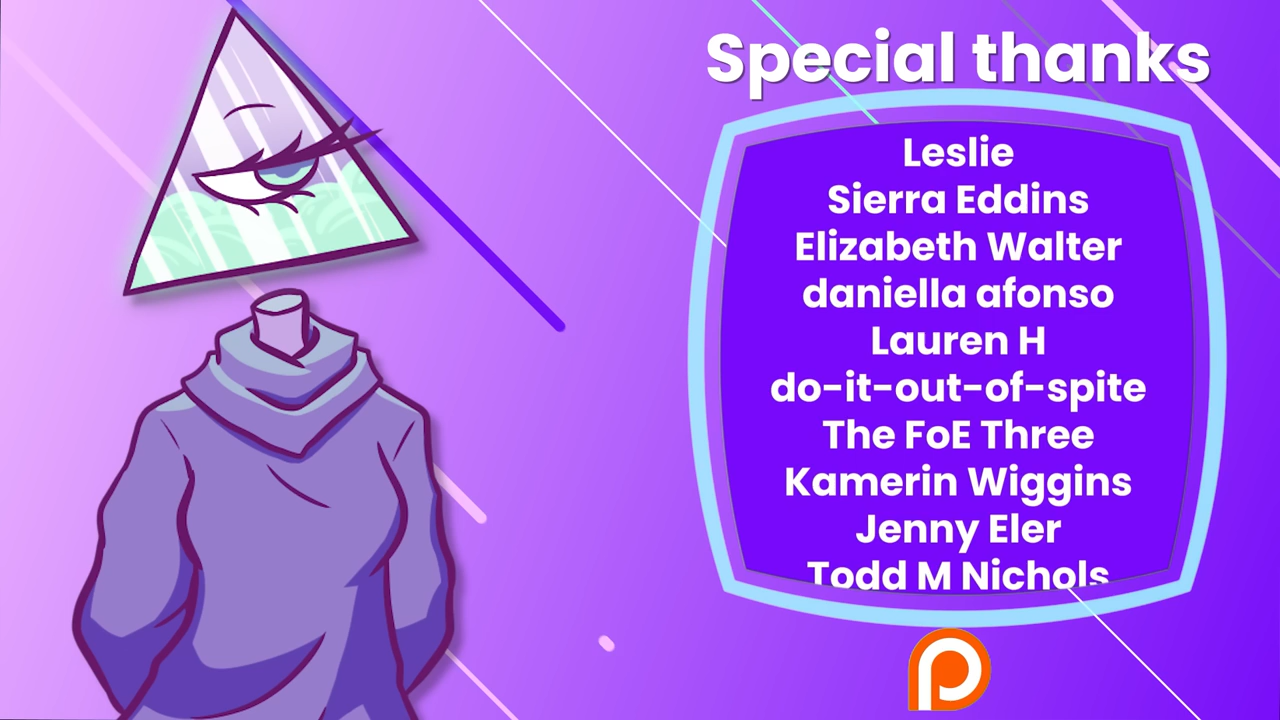 Special thanks
Leslie
Sierra Eddins
Elizabeth Walter
daniella afonso
Lauren H
do-it-out-of-spite
The FoE Three
Kamerin Wiggins
Jenny Eler
Todd M Nichols